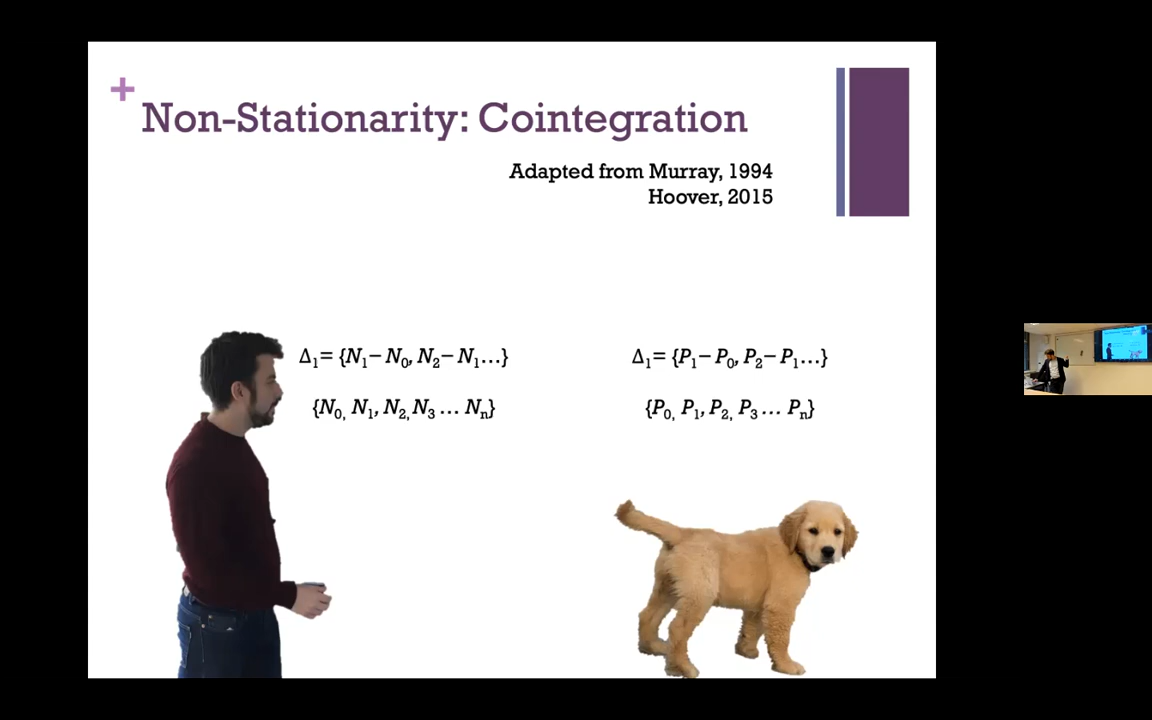 +
Non-Stationarity: Cointegration
Adapted from Murray, 1994
Hoover, 2015
Δ₁= {N₁− N₀, N₂− N₁…}
Δ₁= {P₁− P₀, P₂− P₁…}
{N₀, N₁, N₂, N₃ … Nₙ}
{P₀, P₁, P₂, P₃ … Pₙ}